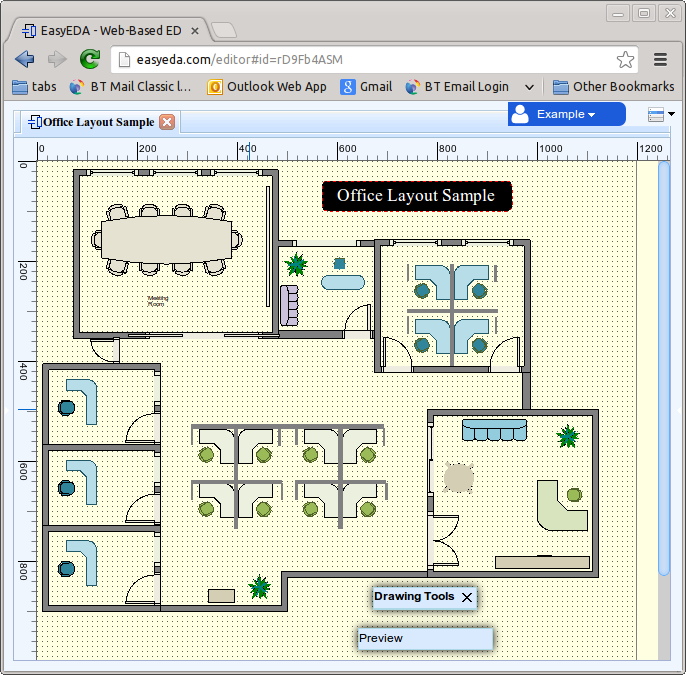 EasyEDA - Web-Based ED
easyeda.com/editor#id=rD9Fb4ASM
tabs
BT Mail Classic l...
Outlook Web App
Gmail
BT Email Login
Other Bookmarks
Office Layout Sample
Example
0
200
400
600
800
1000
1200
0
200
400
600
800
Office Layout Sample
Meeting
Room
Drawing Tools
Preview